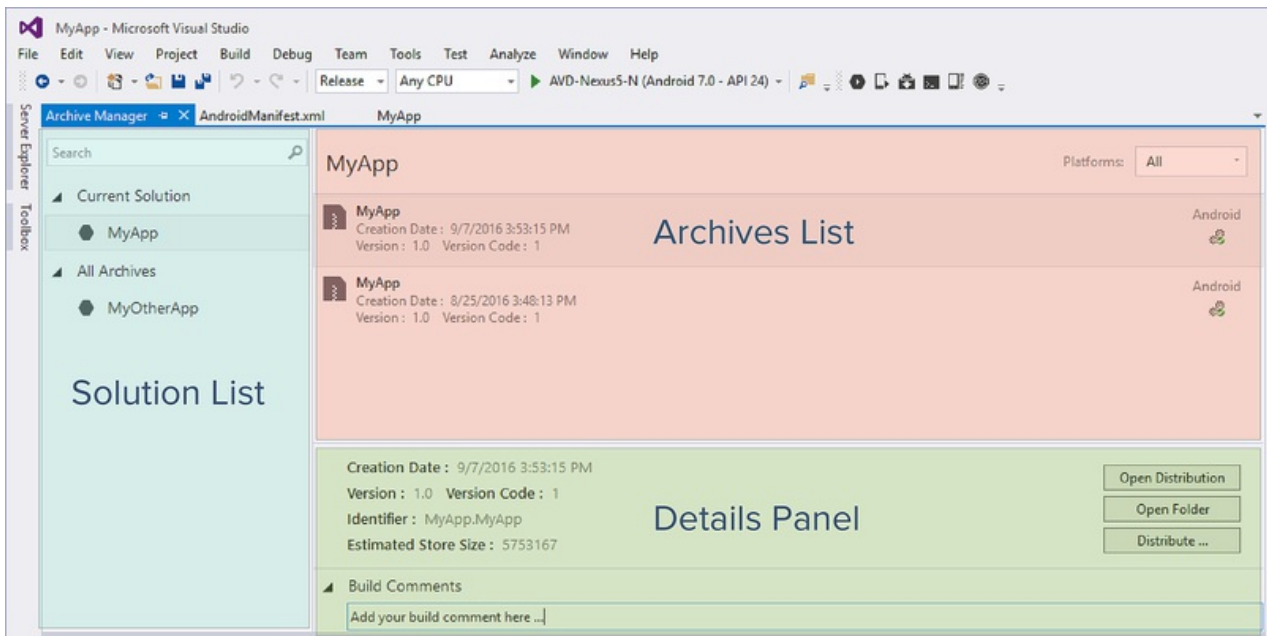 MyApp - Microsoft Visual Studio
File Edit View Project Build Debug Team Tools Test Analyze Window Help
Release Any CPU AVD-Nexus5-N (Android 7.0 - API 24)
Server Explorer
Toolbox
Archive Manager AndroidManifest.xml MyApp
Search
Current Solution
MyApp
All Archives
MyOtherApp
Solution List
MyApp Platforms: All
MyApp Android
Creation Date : 9/7/2016 3:53:15 PM
Version : 1.0 Version Code : 1
Archives List
MyApp Android
Creation Date : 8/25/2016 3:48:13 PM
Version : 1.0 Version Code : 1
Creation Date : 9/7/2016 3:53:15 PM
Version : 1.0 Version Code : 1
Identifier : MyApp.MyApp
Estimated Store Size : 5753167
Details Panel
Open Distribution
Open Folder
Distribute ...
Build Comments
Add your build comment here ...